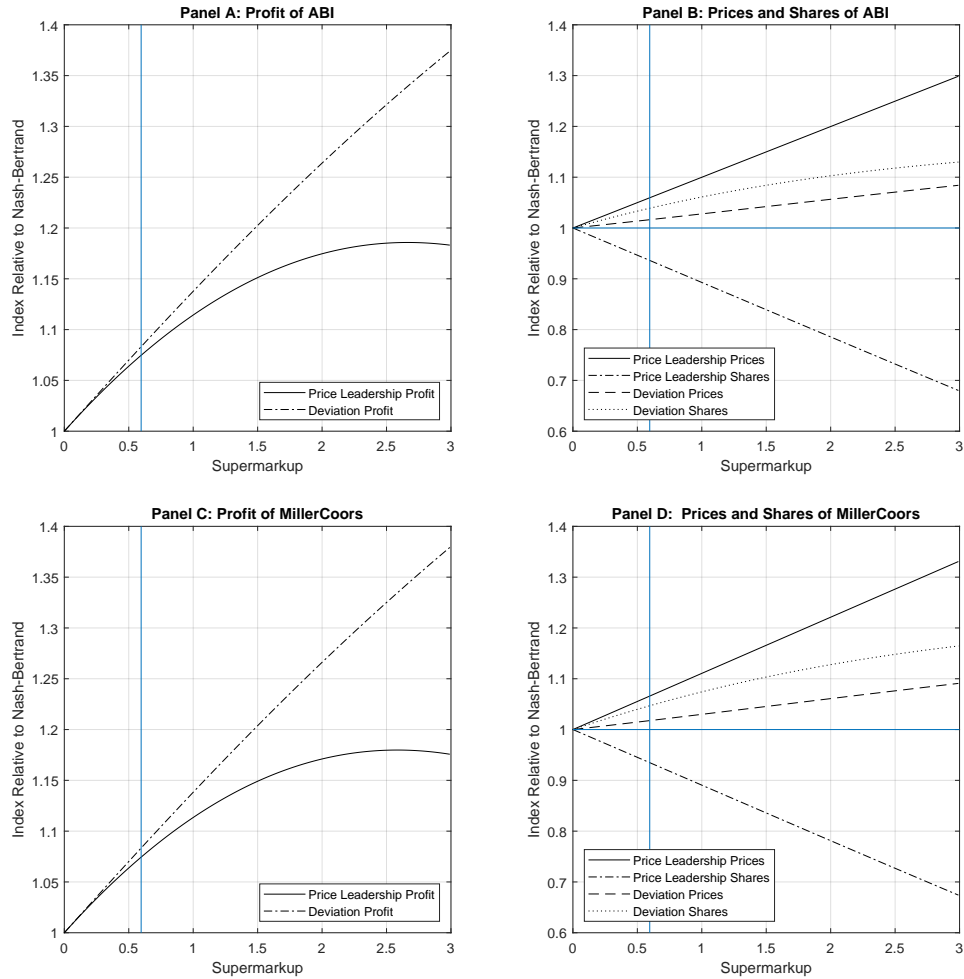 Panel A: Profit of ABI
Index Relative to Nash-Bertrand
1.4
1.35
1.3
1.25
1.2
1.15
1.1
1.05
1
0 0.5 1 1.5 2 2.5 3
Supermarkup
Price Leadership Profit
Deviation Profit
Panel B: Prices and Shares of ABI
Index Relative to Nash-Bertrand
1.4
1.3
1.2
1.1
1
0.9
0.8
0.7
0.6
0 0.5 1 1.5 2 2.5 3
Supermarkup
Price Leadership Prices
Price Leadership Shares
Deviation Prices
Deviation Shares
Panel C: Profit of MillerCoors
Index Relative to Nash-Bertrand
1.4
1.35
1.3
1.25
1.2
1.15
1.1
1.05
1
0 0.5 1 1.5 2 2.5 3
Supermarkup
Price Leadership Profit
Deviation Profit
Panel D: Prices and Shares of MillerCoors
Index Relative to Nash-Bertrand
1.4
1.3
1.2
1.1
1
0.9
0.8
0.7
0.6
0 0.5 1 1.5 2 2.5 3
Supermarkup
Price Leadership Prices
Price Leadership Shares
Deviation Prices
Deviation Shares